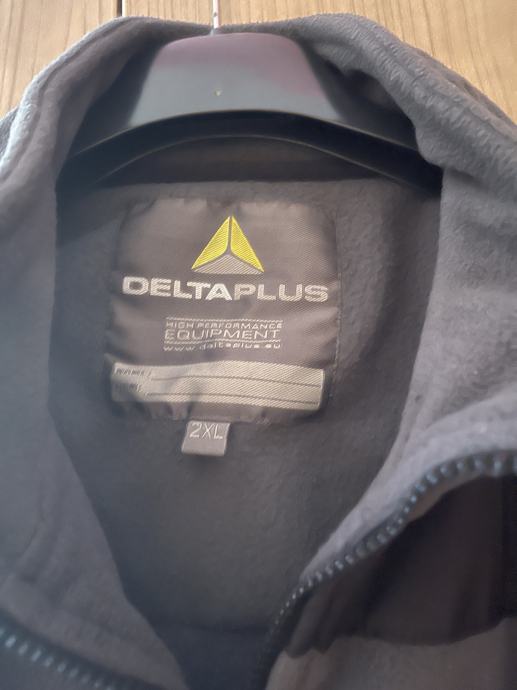 DELTAPLUS
HIGH PERFORMANCE
EQUIPMENT
www.deltaplus.eu
2XL